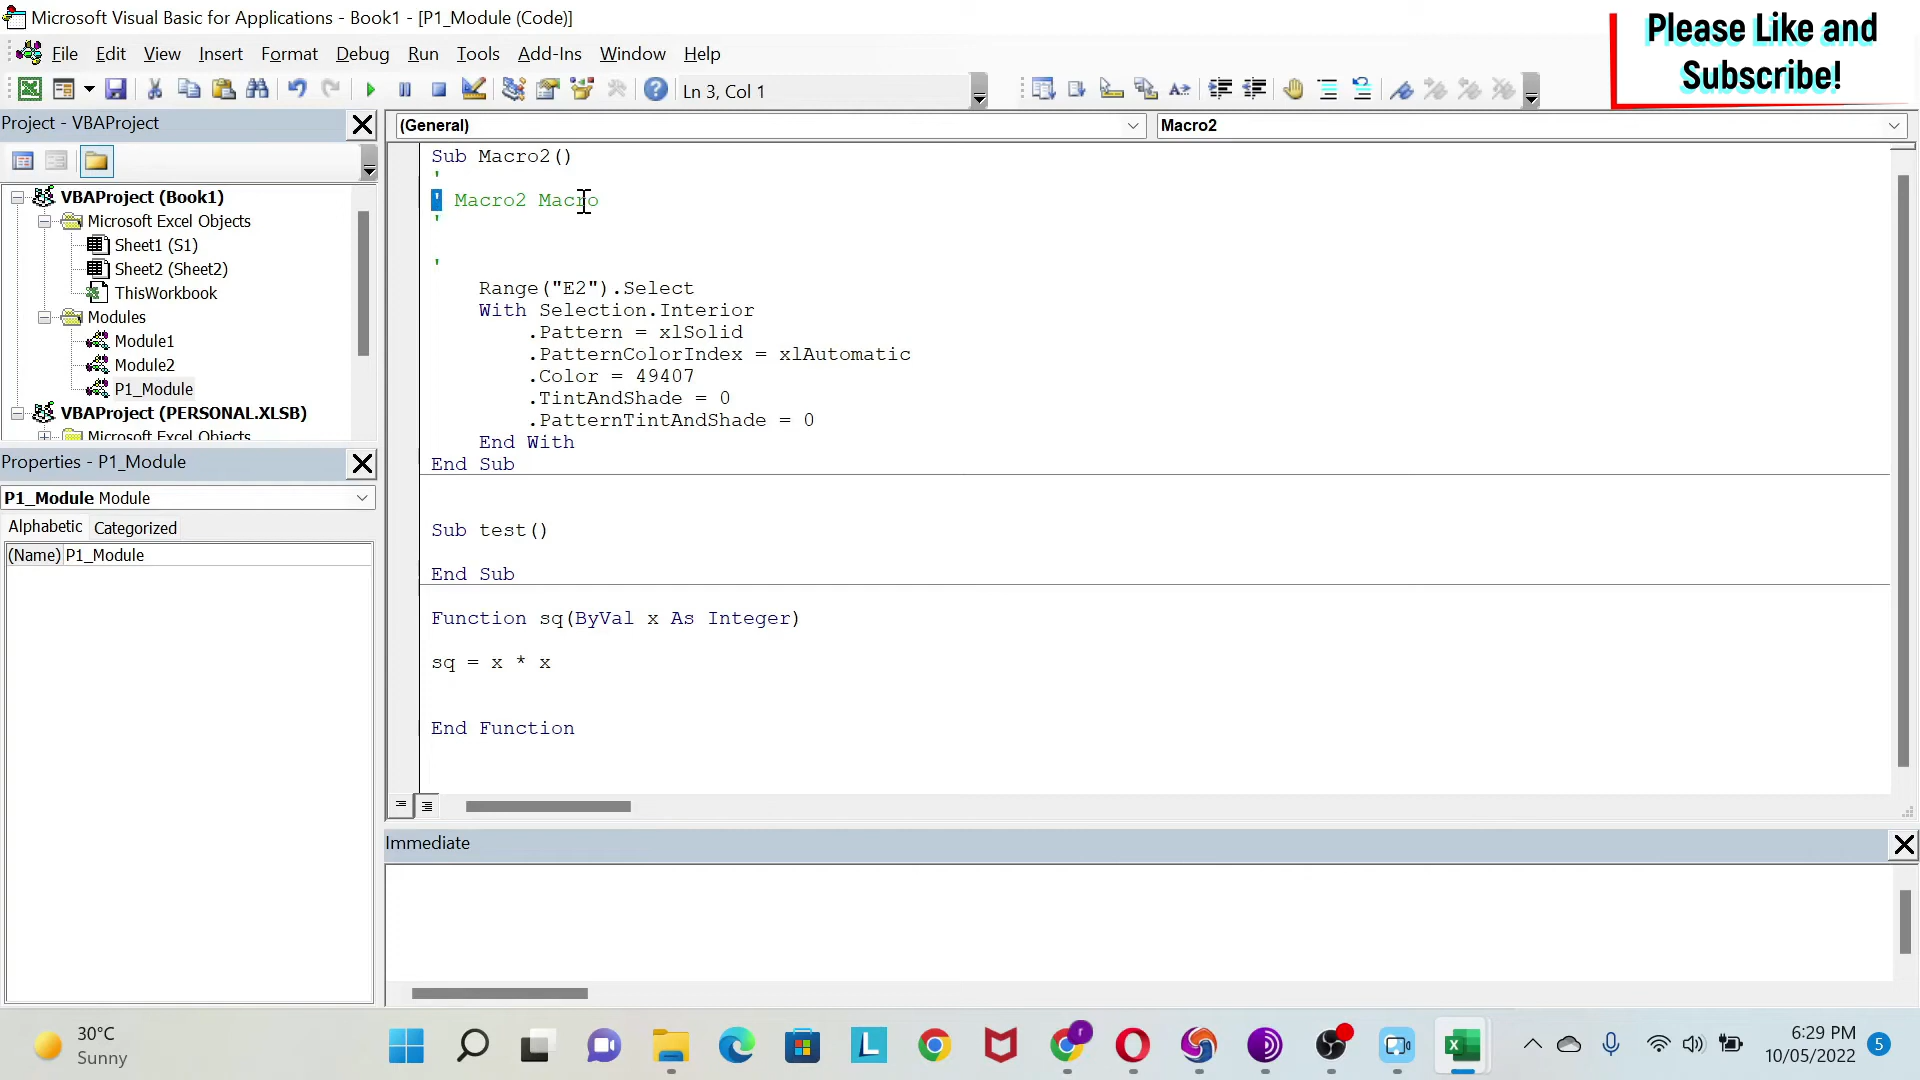 Microsoft Visual Basic for Applications - Book1 - [P1_Module (Code)]
Please Like and
Subscribe!
File Edit View Insert Format Debug Run Tools Add-Ins Window Help
Ln 3, Col 1
Project - VBAProject
(General)
Macro2
VBAProject (Book1)
Microsoft Excel Objects
Sheet1 (S1)
Sheet2 (Sheet2)
ThisWorkbook
Modules
Module1
Module2
P1_Module
VBAProject (PERSONAL.XLSB)
Microsoft Excel Objects
Properties - P1_Module
P1_Module Module
Alphabetic Categorized
(Name) P1_Module
Sub Macro2()
'
' Macro2 Macro
'
'
Range("E2").Select
With Selection.Interior
.Pattern = xlSolid
.PatternColorIndex = xlAutomatic
.Color = 49407
.TintAndShade = 0
.PatternTintAndShade = 0
End With
End Sub
Sub test()
End Sub
Function sq(ByVal x As Integer)
sq = x * x
End Function
Immediate
30°C
Sunny
L
r
X
6:29 PM
10/05/2022
5